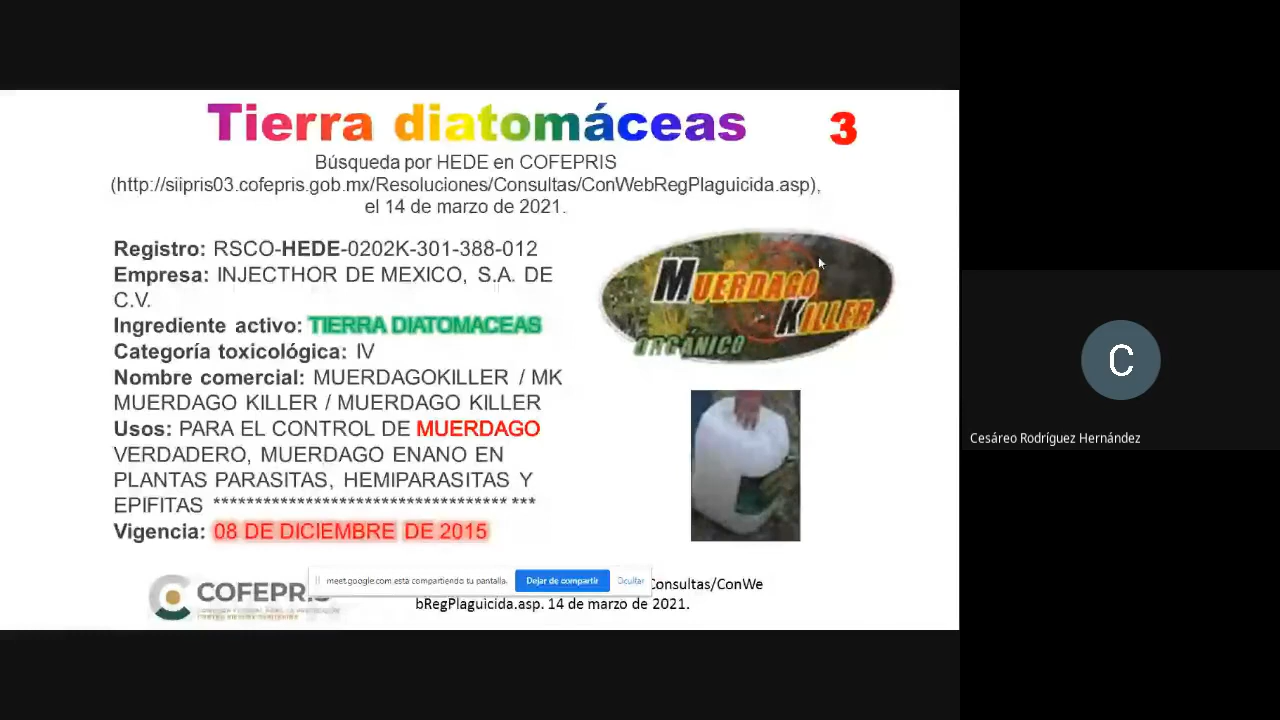 Tierra diatomáceas
3
Búsqueda por HEDE en COFEPRIS
(http://siipris03.cofepris.gob.mx/Resoluciones/Consultas/ConWebRegPlaguicida.asp),
el 14 de marzo de 2021.
Registro: RSCO-HEDE-0202K-301-388-012
Empresa: INJECTHOR DE MEXICO, S.A. DE
C.V.
Ingrediente activo: TIERRA DIATOMACEAS
Categoría toxicológica: IV
Nombre comercial: MUERDAGOKILLER / MK
MUERDAGO KILLER / MUERDAGO KILLER
Usos: PARA EL CONTROL DE MUERDAGO
VERDADERO, MUERDAGO ENANO EN
PLANTAS PARASITAS, HEMIPARASITAS Y
EPIFITAS *********************************** ***
Vigencia: 08 DE DICIEMBRE DE 2015
MUERDAGO
KILLER
ORGÁNICO
COFEPRIS
meet.google.com está compartiendo tu pantalla.
Dejar de compartir
Ocultar
Consultas/ConWe
bRegPlaguicida.asp. 14 de marzo de 2021.
C
Cesáreo Rodríguez Hernández